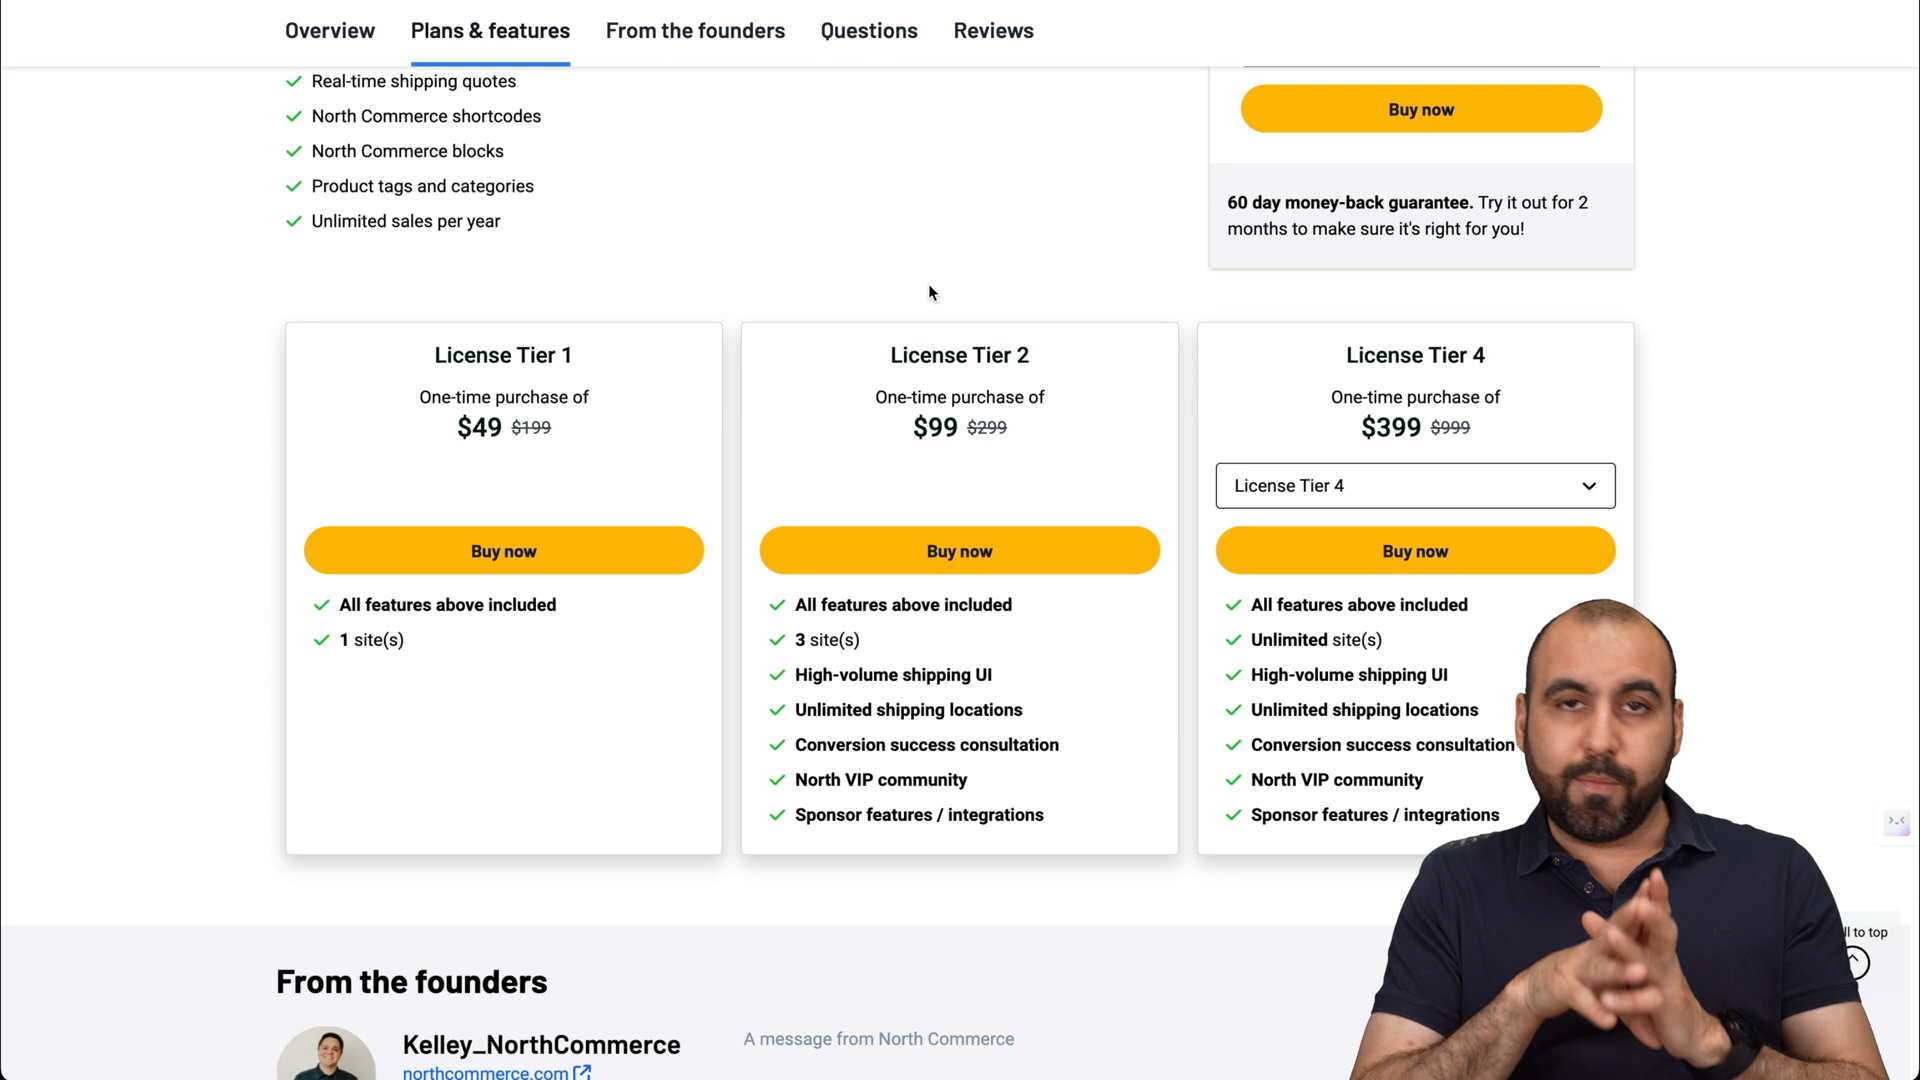 Overview
Plans & features
From the founders
Questions
Reviews
Real-time shipping quotes
North Commerce shortcodes
North Commerce blocks
Product tags and categories
Unlimited sales per year
Buy now
60 day money-back guarantee. Try it out for 2
months to make sure it's right for you!
License Tier 1
One-time purchase of
$49 $199
Buy now
All features above included
1 site(s)
License Tier 2
One-time purchase of
$99 $299
Buy now
All features above included
3 site(s)
High-volume shipping UI
Unlimited shipping locations
Conversion success consultation
North VIP community
Sponsor features / integrations
License Tier 4
One-time purchase of
$399 $999
License Tier 4
Buy now
All features above included
Unlimited site(s)
High-volume shipping UI
Unlimited shipping locations
Conversion success consultation
North VIP community
Sponsor features / integrations
ll to top
From the founders
Kelley_NorthCommerce
northcommerce.com
A message from North Commerce